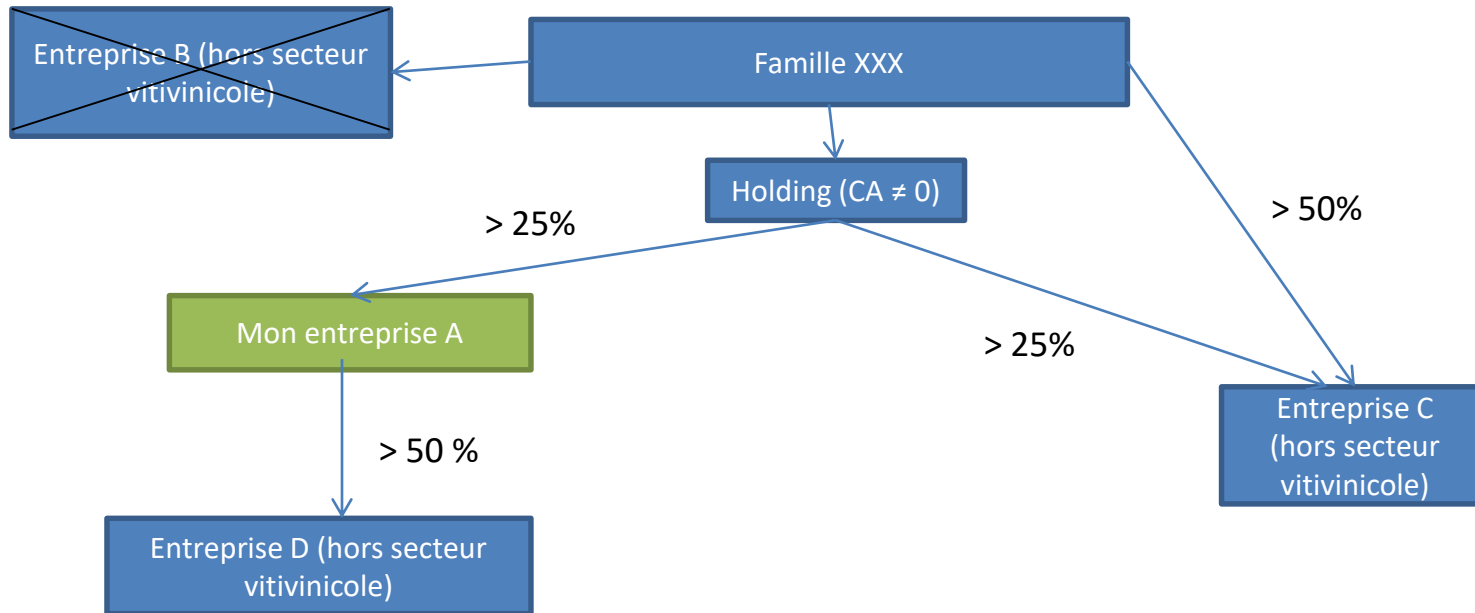 Entreprise B (hors secteur
vitivinicole)
Famille XXX
Holding (CA ≠ 0)
> 25%
> 50%
Mon entreprise A
> 25%
> 50 %
Entreprise C
(hors secteur
vitivinicole)
Entreprise D (hors secteur
vitivinicole)